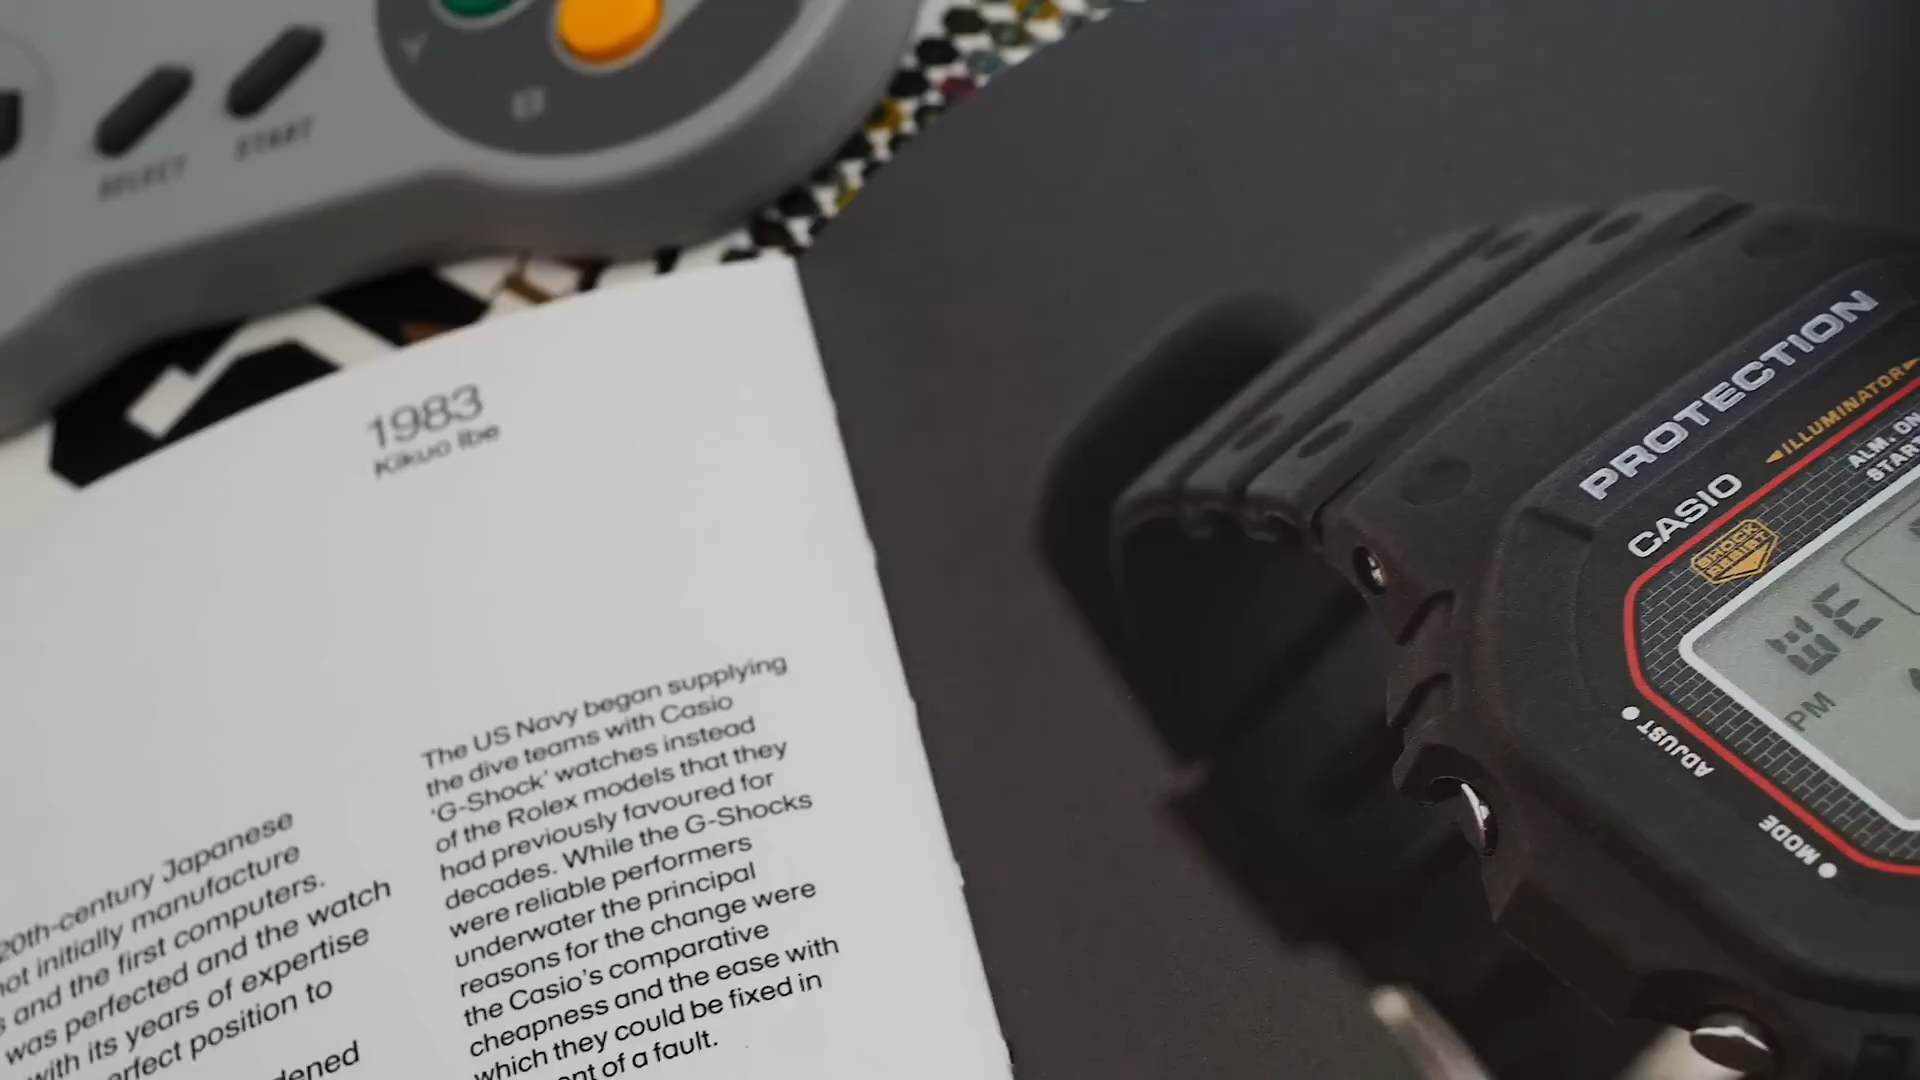 SELECT
START
1983
Kikuo Ibe
20th-century Japanese
not initially manufacture
and the first computers.
was perfected and the watch
with its years of expertise
perfect position to
The US Navy began supplying
the dive teams with Casio
‘G-Shock’ watches instead
of the Rolex models that they
had previously favoured for
decades. While the G-Shocks
were reliable performers
underwater the principal
reasons for the change were
the Casio’s comparative
cheapness and the ease with
which they could be fixed in
of a fault.
PROTECTION
ILLUMINATOR
ALM. ON
START
CASIO
SHOCK
RESIST
WE
PM
ADJUST
MODE